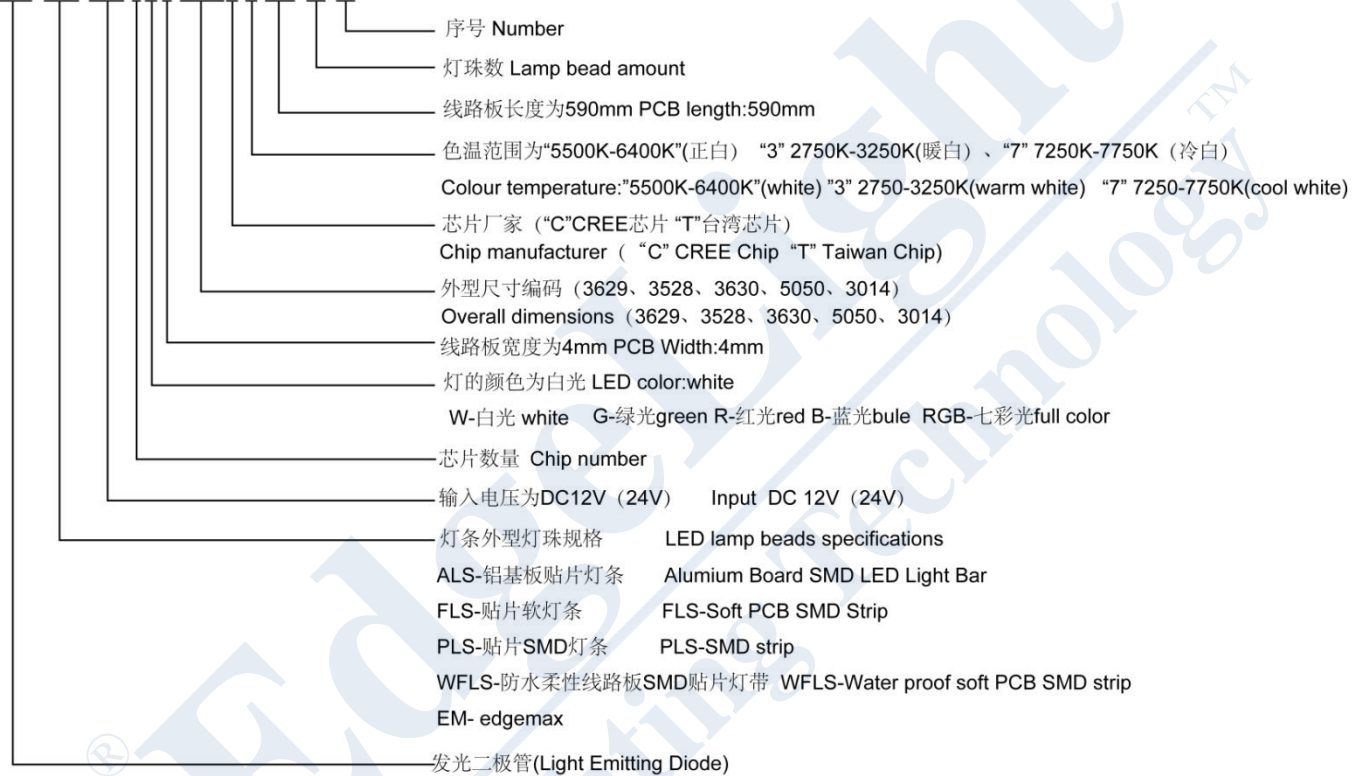 序号 Number
灯珠数 Lamp bead amount
线路板长度为590mm PCB length:590mm
色温范围为“5500K-6400K”(正白) “3” 2750K-3250K(暖白) 、“7” 7250K-7750K (冷白)
Colour temperature:”5500K-6400K”(white) ”3” 2750-3250K(warm white) “7” 7250-7750K(cool white)
芯片厂家 (“C”CREE芯片 “T”台湾芯片)
Chip manufacturer ( “C” CREE Chip “T” Taiwan Chip)
外型尺寸编码 (3629、3528、3630、5050、3014)
Overall dimensions (3629、3528、3630、5050、3014)
线路板宽度为4mm PCB Width:4mm
灯的颜色为白光 LED color:white
W-白光 white G-绿光green R-红光red B-蓝光bule RGB-七彩光full color
芯片数量 Chip number
输入电压为DC12V (24V) Input DC 12V (24V)
灯条外型灯珠规格 LED lamp beads specifications
ALS-铝基板贴片灯条 Alumium Board SMD LED Light Bar
FLS-贴片软灯条 FLS-Soft PCB SMD Strip
PLS-贴片SMD灯条 PLS-SMD strip
WFLS-防水柔性线路板SMD贴片灯带 WFLS-Water proof soft PCB SMD strip
EM- edgemax
发光二极管(Light Emitting Diode)
® EdgeLight
Lighting Technology ™